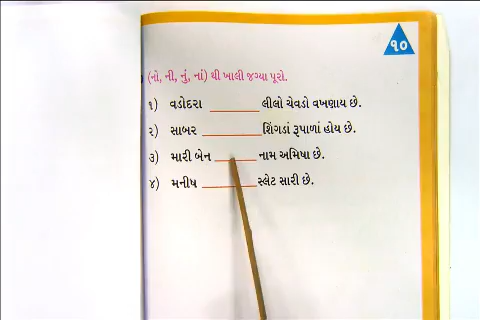 ૧૦
(નો, ની, નું, નાં) થી ખાલી જગ્યા પૂરો.
૧) વડોદરા ________ લીલો ચેવડો વખણાય છે.
૨) સાબર ________ શિંગડાં રૂપાળાં હોય છે.
૩) મારી બેન ________ નામ અમિષા છે.
૪) મનીષ ________ સ્લેટ સારી છે.